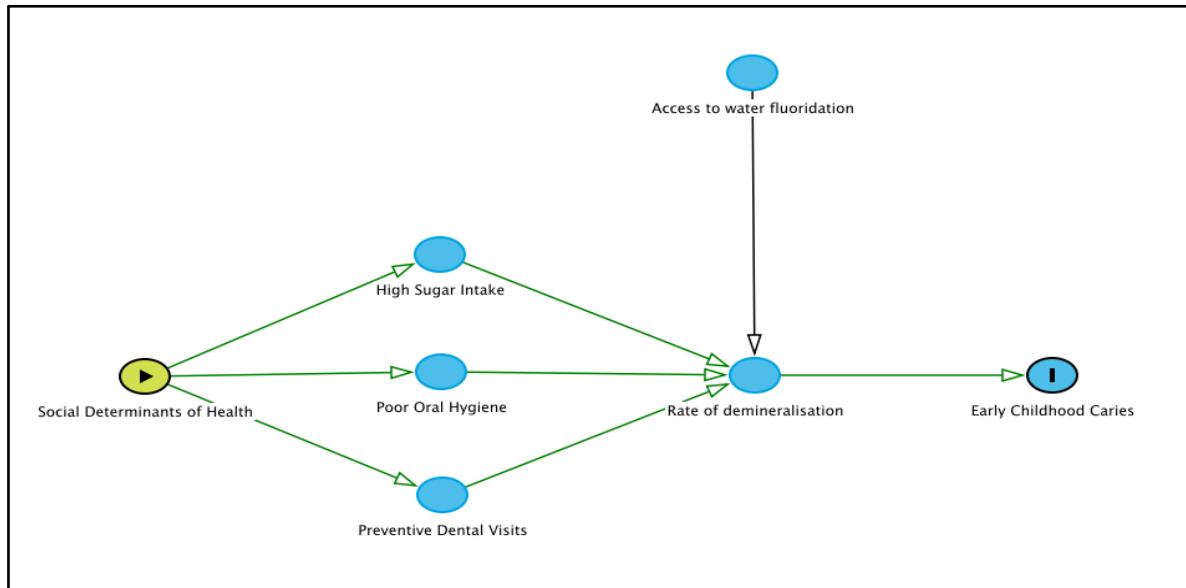 Access to water fluoridation
High Sugar Intake
Social Determinants of Health
Poor Oral Hygiene
Rate of demineralisation
Early Childhood Caries
Preventive Dental Visits